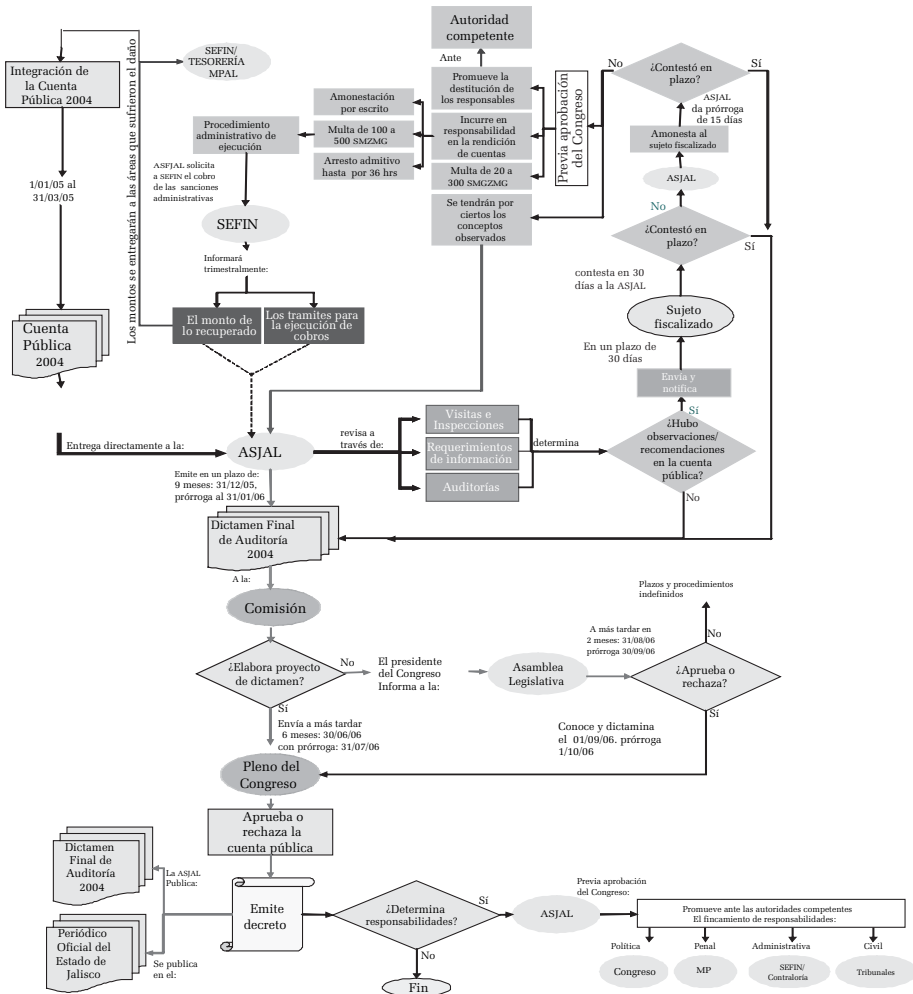 Integración de
la Cuenta
Pública 2004
1/01/05 al
31/03/05
Cuenta
Pública
2004
Los montos se entregarán a las áreas que sufrieron el daño
SEFIN/
TESORERÍA
MPAL
Procedimiento
administrativo de
ejecución
ASFJAL solicita
a SEFIN el cobro
de las sanciones
administrativas
SEFIN
Informará
trimestralmente:
El monto de
lo recuperado
Los tramites para
la ejecución de
cobros
Amonestación
por escrito
Multa de 100 a
500 SMZMG
Arresto admitivo
hasta por 36 hrs
Autoridad
competente
Ante
Promueve la
destitución de
los responsables
Incurre en
responsabilidad
en la rendición
de cuentas
Multa de 20 a
300 SMGZMG
Se tendrán por
ciertos los
conceptos
observados
Previa aprobación
del Congreso
No
¿Contestó en
plazo?
Sí
ASJAL
da prórroga
de 15 días
Amonesta al
sujeto fiscalizado
ASJAL
No
¿Contestó en
plazo?
Sí
contesta en 30
días a la ASJAL
Sujeto
fiscalizado
En un plazo de
30 días
Envía y
notifica
Sí
¿Hubo
observaciones/
recomendaciones
en la cuenta
pública?
No
Entrega directamente a la:
ASJAL
revisa a
través de:
Visitas e
Inspecciones
Requerimientos
de información
Auditorías
determina
Emite en un plazo de:
9 meses: 31/12/05,
prórroga al 31/01/06
Dictamen Final
de Auditoría
2004
A la:
Comisión
¿Elabora proyecto
de dictamen?
No
El presidente
del Congreso
Informa a la:
Asamblea
Legislativa
A más tardar en
2 meses: 31/08/06
prórroga 30/09/06
Plazos y procedimientos
indefinidos
No
¿Aprueba o
rechaza?
Sí
Sí
Envía a más tardar
6 meses: 30/06/06
con prórroga: 31/07/06
Conoce y dictamina
el 01/09/06. prórroga
1/10/06
Pleno del
Congreso
Aprueba o
rechaza la
cuenta pública
Dictamen
Final de
Auditoría
2004
La ASJAL
Publica:
Periódico
Oficial del
Estado de
Jalisco
Se publica
en el:
Emite
decreto
¿Determina
responsabilidades?
Sí
No
Fin
ASJAL
Previa aprobación
del Congreso:
Promueve ante las autoridades competentes
El fincamiento de responsabilidades:
Política
Penal
Administrativa
Civil
Congreso
MP
SEFIN/
Contraloría
Tribunales